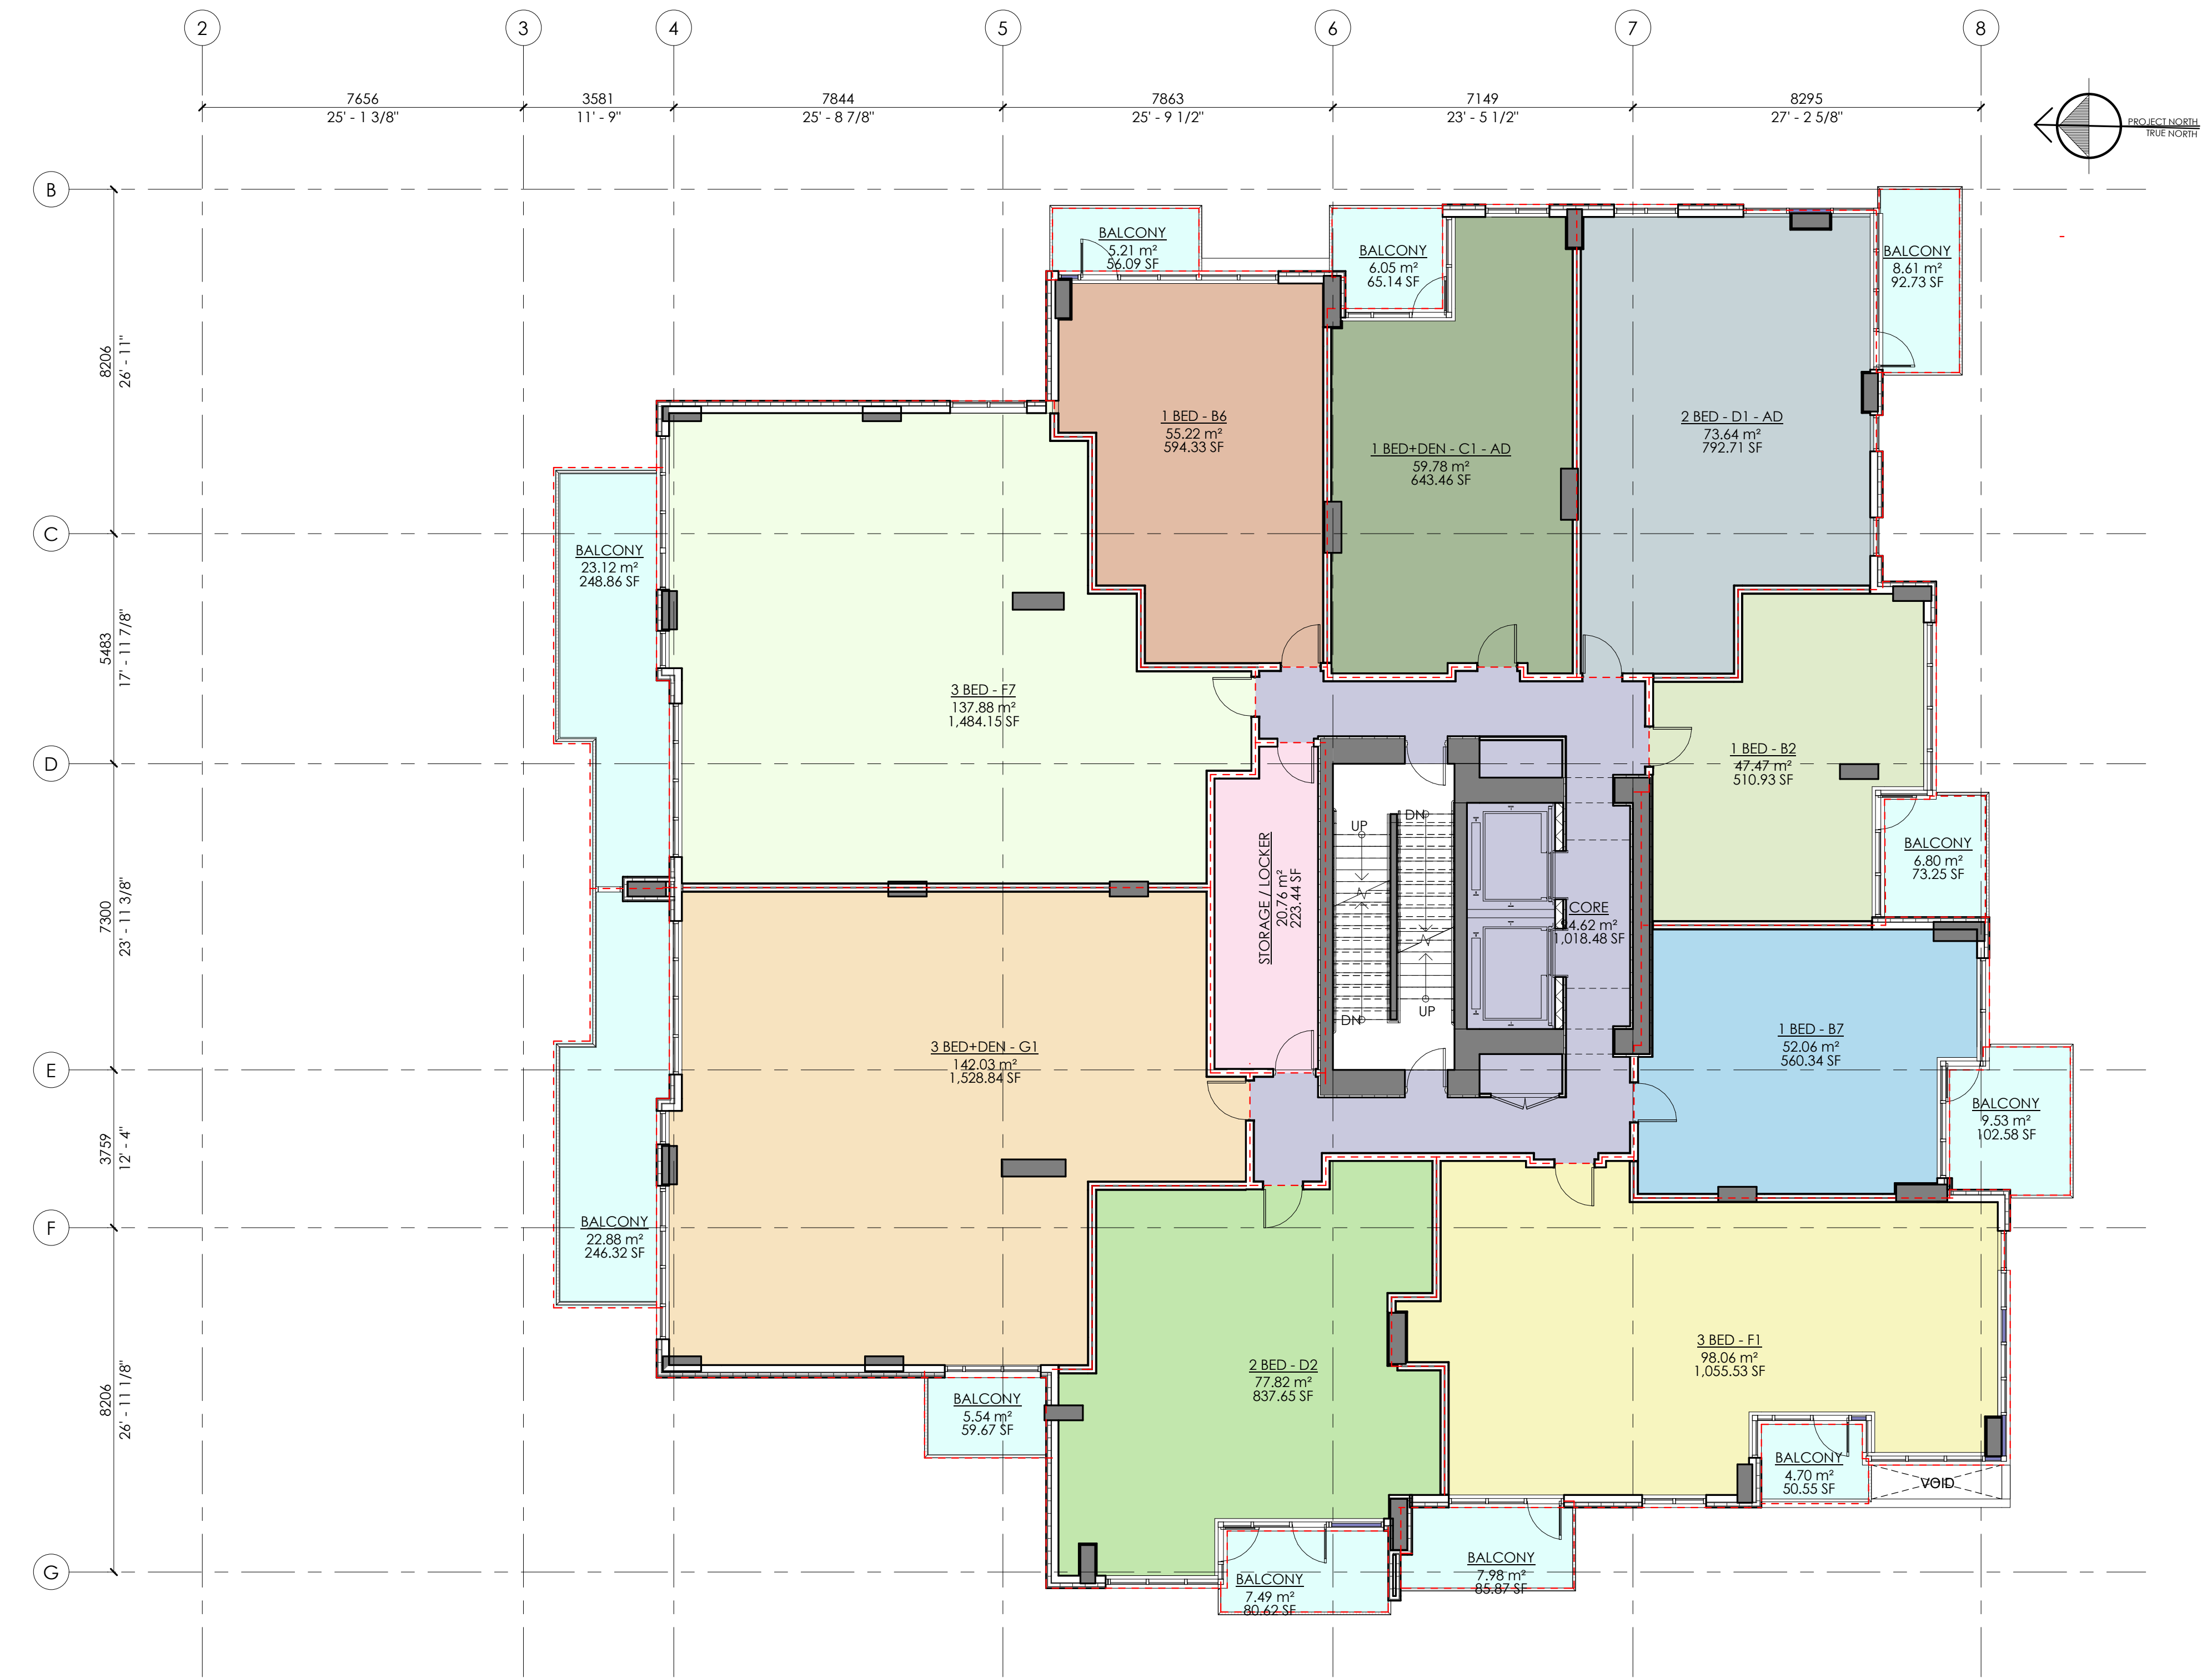 2
3
4
5
6
7
8
7656
25' - 1 3/8"
3581
11' - 9"
7844
25' - 8 7/8"
7863
25' - 9 1/2"
7149
23' - 5 1/2"
8295
27' - 2 5/8"
PROJECT NORTH
TRUE NORTH
B
C
D
E
F
G
8206
26' - 11"
5483
17' - 11 7/8"
7300
23' - 11 3/8"
3759
12' - 4"
8206
26' - 11 1/8"
BALCONY
5.21 m²
56.09 SF
BALCONY
6.05 m²
65.14 SF
BALCONY
8.61 m²
92.73 SF
1 BED - B6
55.22 m²
594.33 SF
1 BED+DEN - C1 - AD
59.78 m²
643.46 SF
2 BED - D1 - AD
73.64 m²
792.71 SF
BALCONY
23.12 m²
248.86 SF
3 BED - F7
137.88 m²
1,484.15 SF
1 BED - B2
47.47 m²
510.93 SF
BALCONY
6.80 m²
73.25 SF
STORAGE / LOCKER
20.76 m²
223.44 SF
UP
DN
DN
UP
CORE
4.62 m²
1,018.48 SF
1 BED - B7
52.06 m²
560.34 SF
3 BED+DEN - G1
142.03 m²
1,528.84 SF
BALCONY
9.53 m²
102.58 SF
BALCONY
22.88 m²
246.32 SF
3 BED - F1
98.06 m²
1,055.53 SF
2 BED - D2
77.82 m²
837.65 SF
BALCONY
5.54 m²
59.67 SF
BALCONY
4.70 m²
50.55 SF
VOID
BALCONY
7.98 m²
85.87 SF
BALCONY
7.49 m²
80.62 SF